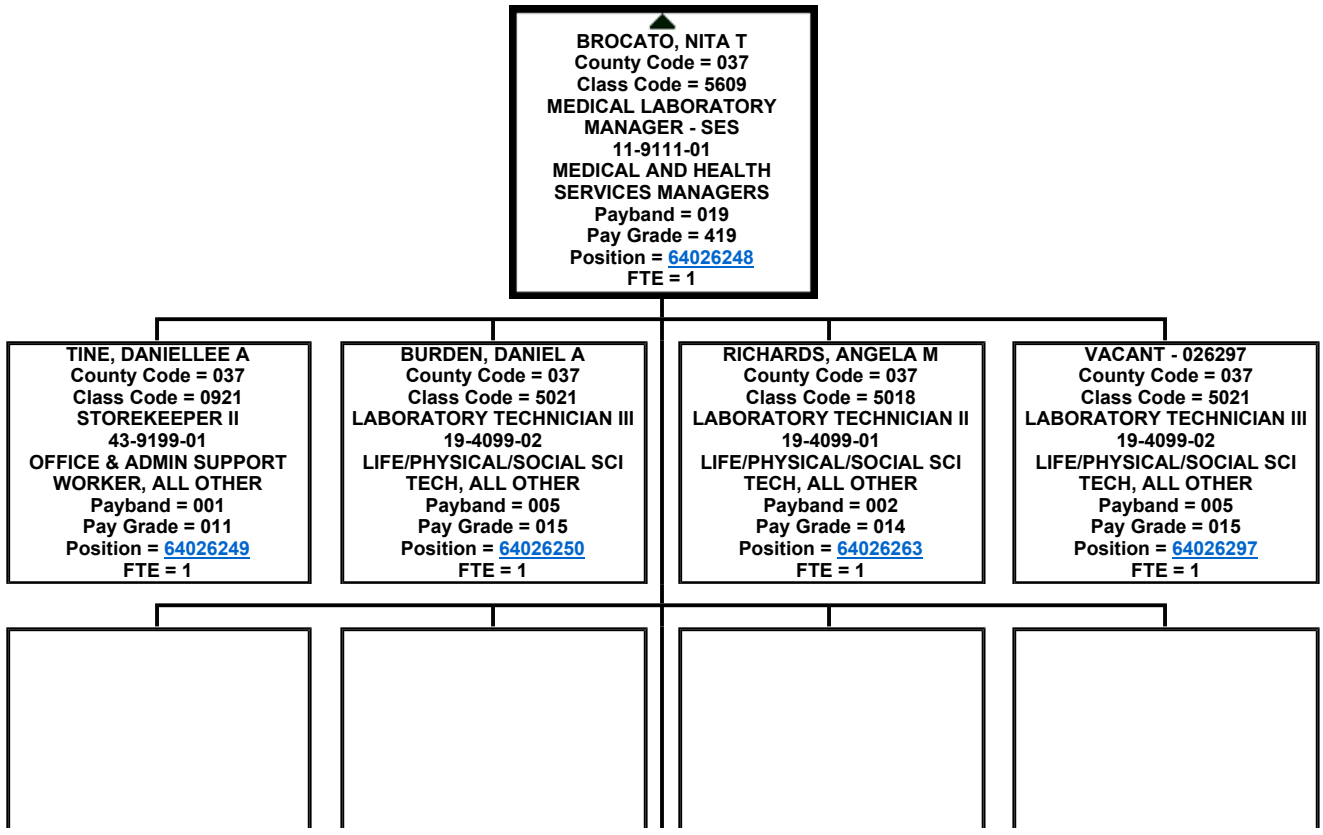 BROCATO, NITA T
County Code = 037
Class Code = 5609
MEDICAL LABORATORY
MANAGER - SES
11-9111-01
MEDICAL AND HEALTH
SERVICES MANAGERS
Payband = 019
Pay Grade = 419
Position = 64026248
FTE = 1
TINE, DANIELLEE A
County Code = 037
Class Code = 0921
STOREKEEPER II
43-9199-01
OFFICE & ADMIN SUPPORT
WORKER, ALL OTHER
Payband = 001
Pay Grade = 011
Position = 64026249
FTE = 1
BURDEN, DANIEL A
County Code = 037
Class Code = 5021
LABORATORY TECHNICIAN III
19-4099-02
LIFE/PHYSICAL/SOCIAL SCI
TECH, ALL OTHER
Payband = 005
Pay Grade = 015
Position = 64026250
FTE = 1
RICHARDS, ANGELA M
County Code = 037
Class Code = 5018
LABORATORY TECHNICIAN II
19-4099-01
LIFE/PHYSICAL/SOCIAL SCI
TECH, ALL OTHER
Payband = 002
Pay Grade = 014
Position = 64026263
FTE = 1
VACANT - 026297
County Code = 037
Class Code = 5021
LABORATORY TECHNICIAN III
19-4099-02
LIFE/PHYSICAL/SOCIAL SCI
TECH, ALL OTHER
Payband = 005
Pay Grade = 015
Position = 64026297
FTE = 1